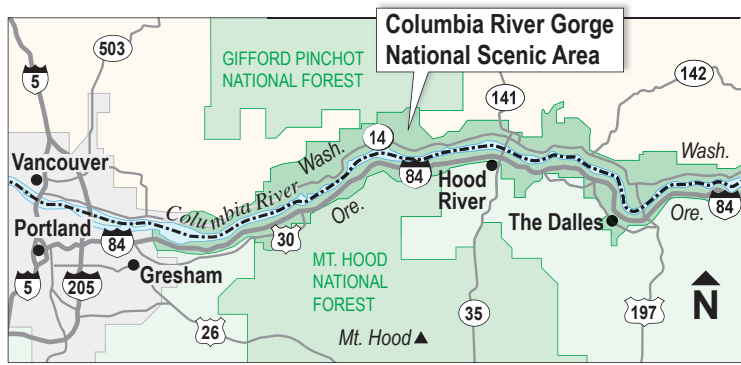 Columbia River Gorge
National Scenic Area
503
GIFFORD PINCHOT
NATIONAL FOREST
5
142
141
14
Wash.
Wash.
Vancouver
84
Hood
River
Columbia River
Ore.
84
Ore.
The Dalles
Portland
84
30
Gresham
MT. HOOD
NATIONAL
FOREST
5
205
26
35
197
N
Mt. Hood